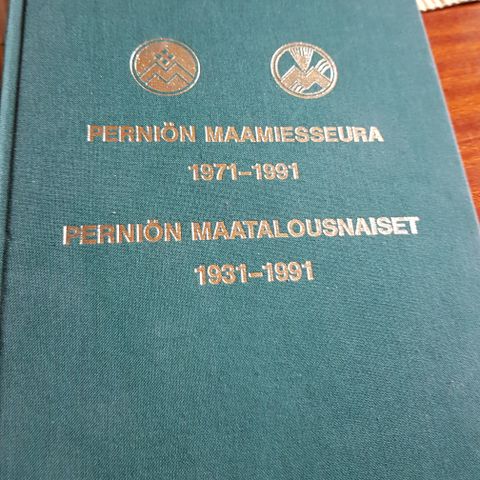 PERNIÖN MAAMIESSEURA
1971–1991
PERNIÖN MAATALOUSNAISET
1931–1991